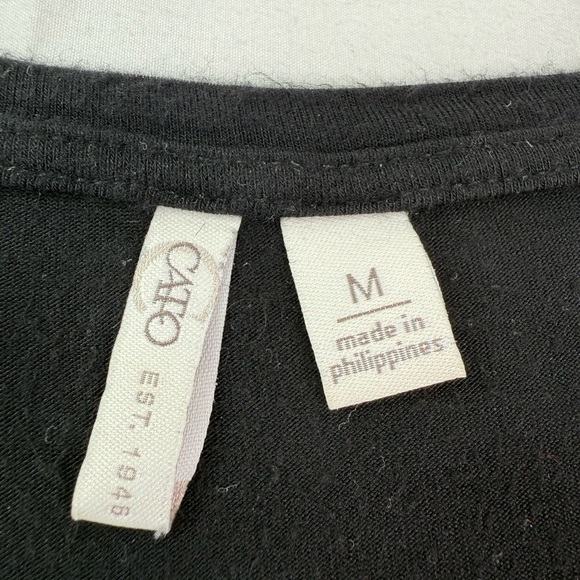 CATO
EST. 1946
M
made in
philippines